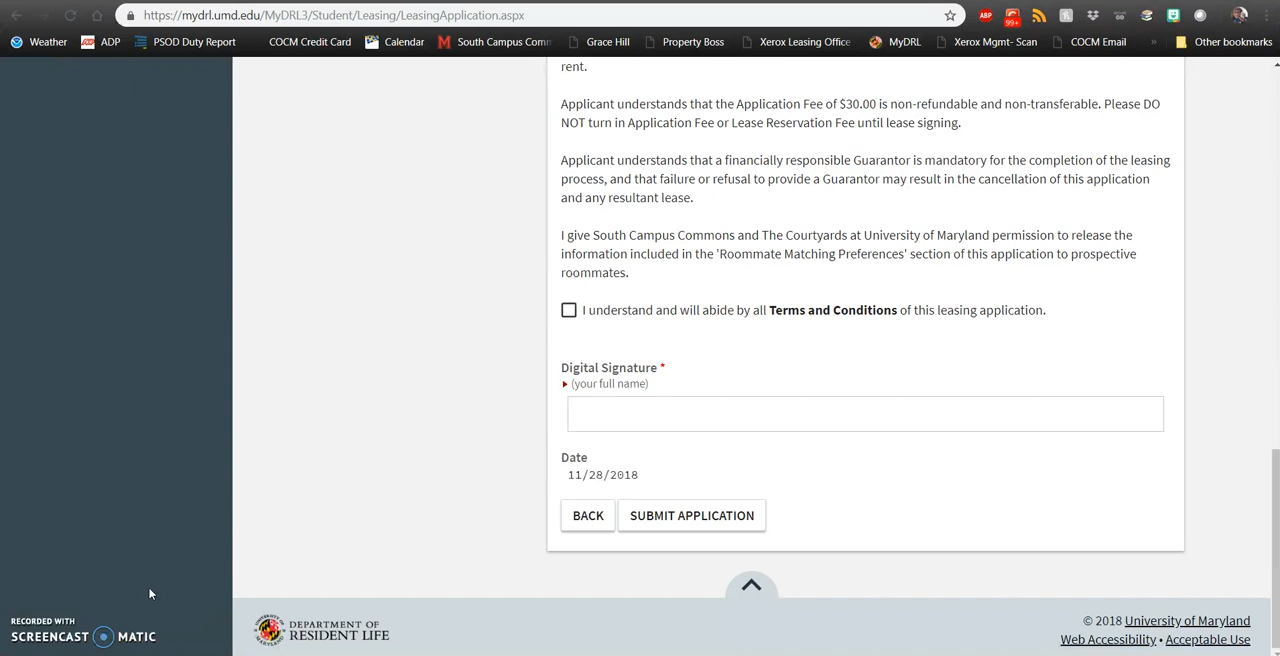 https://mydrl.umd.edu/MyDRL3/Student/Leasing/LeasingApplication.aspx
ABP
99+
Weather
ADP
PSOD Duty Report
COCM Credit Card
Calendar
South Campus Comm
Grace Hill
Property Boss
Xerox Leasing Office
MyDRL
Xerox Mgmt- Scan
COCM Email
»
Other bookmarks
rent.
Applicant understands that the Application Fee of $30.00 is non-refundable and non-transferable. Please DO
NOT turn in Application Fee or Lease Reservation Fee until lease signing.
Applicant understands that a financially responsible Guarantor is mandatory for the completion of the leasing
process, and that failure or refusal to provide a Guarantor may result in the cancellation of this application
and any resultant lease.
I give South Campus Commons and The Courtyards at University of Maryland permission to release the
information included in the 'Roommate Matching Preferences' section of this application to prospective
roommates.
I understand and will abide by all Terms and Conditions of this leasing application.
Digital Signature *
(your full name)
Date
11/28/2018
BACK
SUBMIT APPLICATION
RECORDED WITH
SCREENCAST MATIC
DEPARTMENT OF
RESIDENT LIFE
© 2018 University of Maryland
Web Accessibility • Acceptable Use